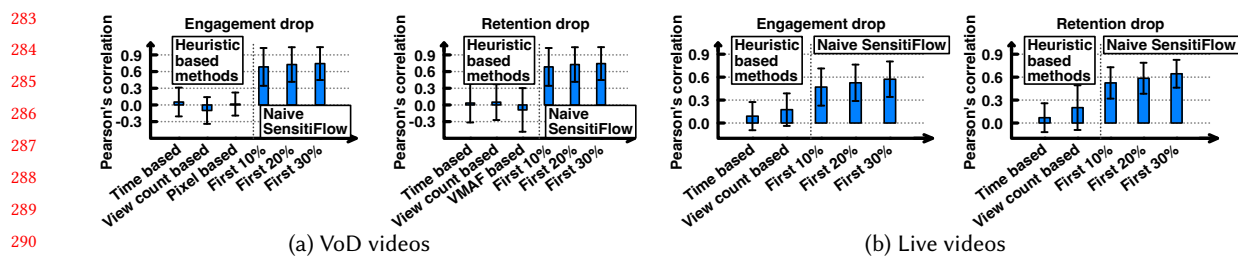 283
284
285
286
287
288
289
290
Engagement drop
Pearson's correlation
0.9
0.6
0.3
0.0
-0.3
Heuristic
based
methods
Naive
SensitiFlow
Time based
View count based
Pixel based
First 10%
First 20%
First 30%
Retention drop
Pearson's correlation
0.9
0.6
0.3
0.0
-0.3
Heuristic
based
methods
Naive
SensitiFlow
Time based
View count based
VMAF based
First 10%
First 20%
First 30%
(a) VoD videos
Engagement drop
Pearson's correlation
0.9
0.6
0.3
0.0
Heuristic
based
methods
Naive SensitiFlow
Time based
View count based
First 10%
First 20%
First 30%
Retention drop
Pearson's correlation
0.9
0.6
0.3
0.0
Heuristic
based
methods
Naive SensitiFlow
Time based
View count based
First 10%
First 20%
First 30%
(b) Live videos